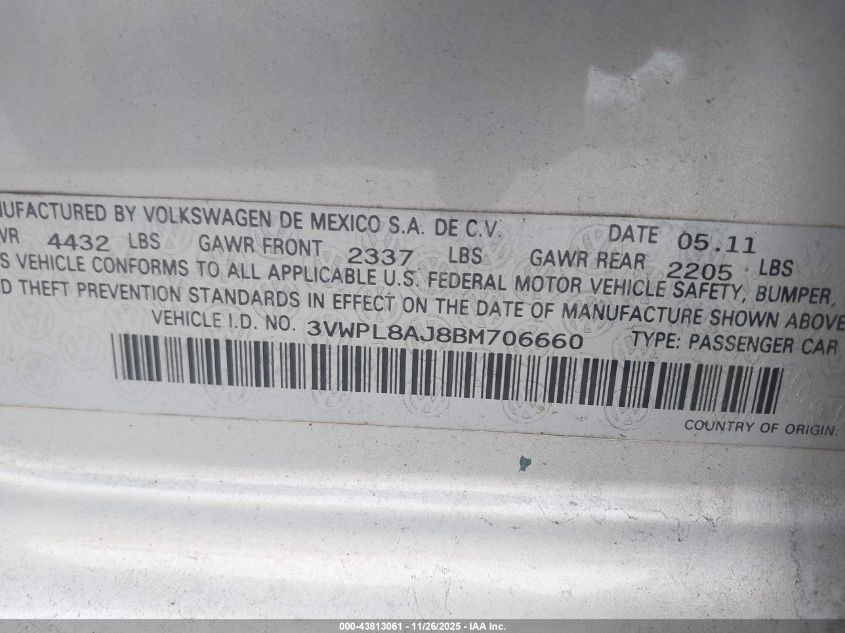 NUFACTURED BY VOLKSWAGEN DE MEXICO S.A. DE C.V. DATE 05.11
WR 4432 LBS GAWR FRONT 2337 LBS GAWR REAR 2205 LBS
S VEHICLE CONFORMS TO ALL APPLICABLE U.S. FEDERAL MOTOR VEHICLE SAFETY, BUMPER,
D THEFT PREVENTION STANDARDS IN EFFECT ON THE DATE OF MANUFACTURE SHOWN ABOVE
VEHICLE I.D. NO. 3VWPL8AJ8BM706660 TYPE: PASSENGER CAR
COUNTRY OF ORIGIN:
000-43813061 - 11/26/2025 - IAA Inc.